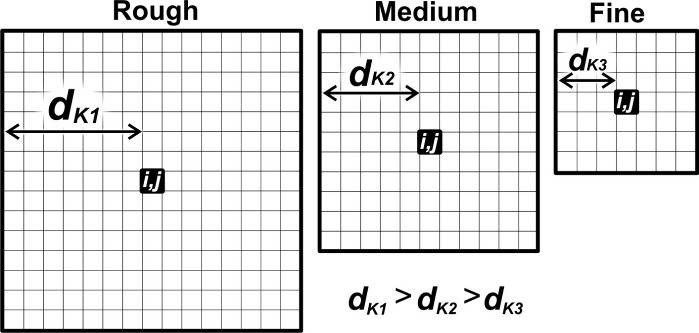 Rough
Medium
Fine
dK1
dK2
dK3
i,j
i,j
i,j
dK1 > dK2 > dK3